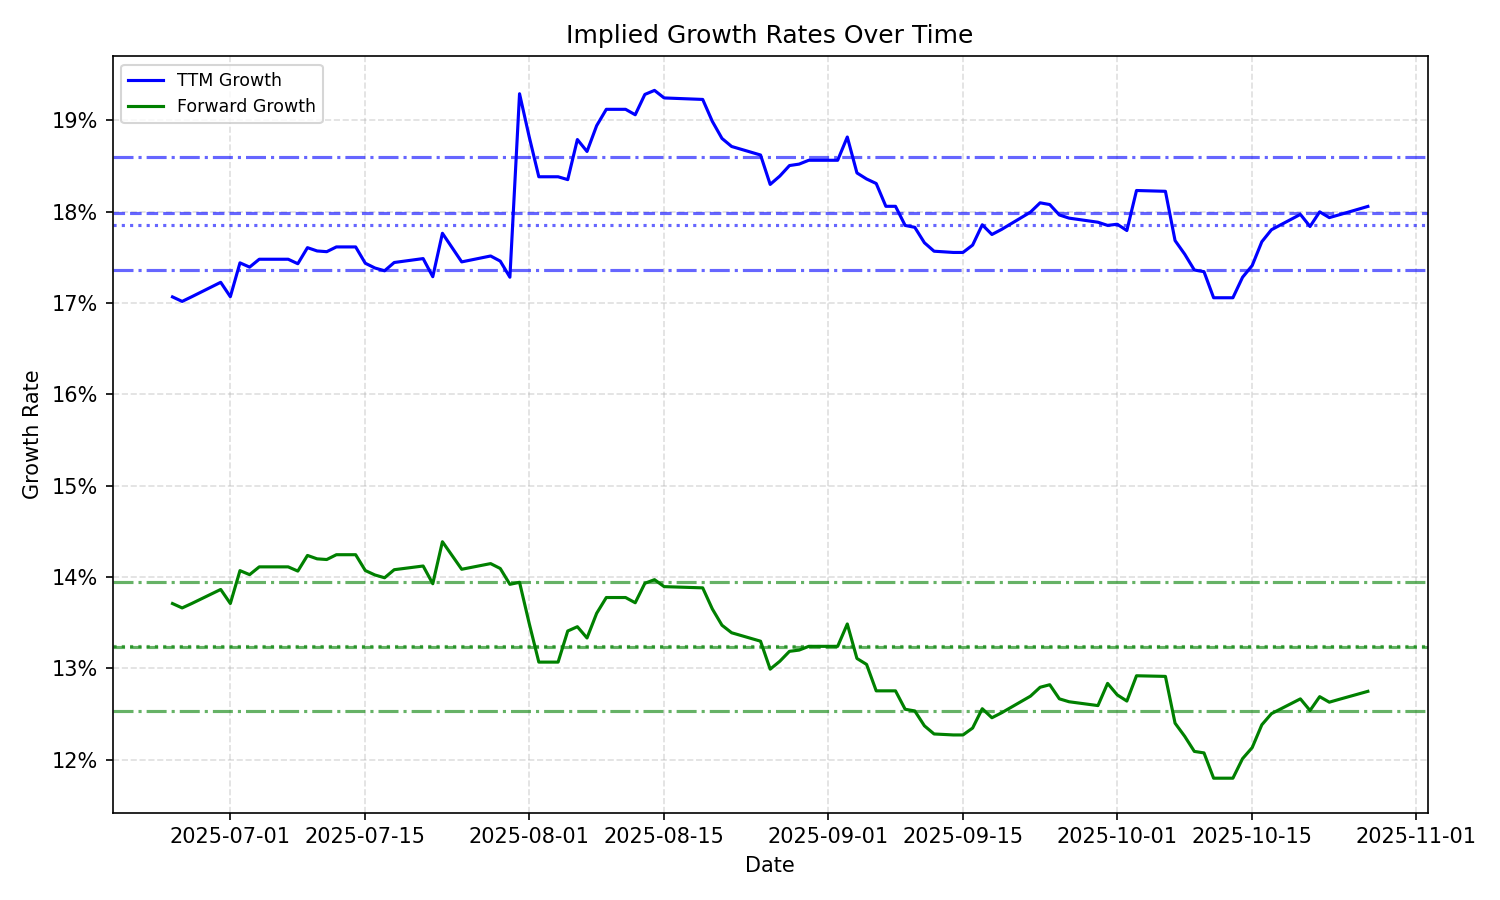 Implied Growth Rates Over Time
TTM Growth
Forward Growth
19%
18%
17%
16%
15%
14%
13%
12%
Growth Rate
2025-07-01 2025-07-15 2025-08-01 2025-08-15 2025-09-01 2025-09-15 2025-10-01 2025-10-15 2025-11-01
Date